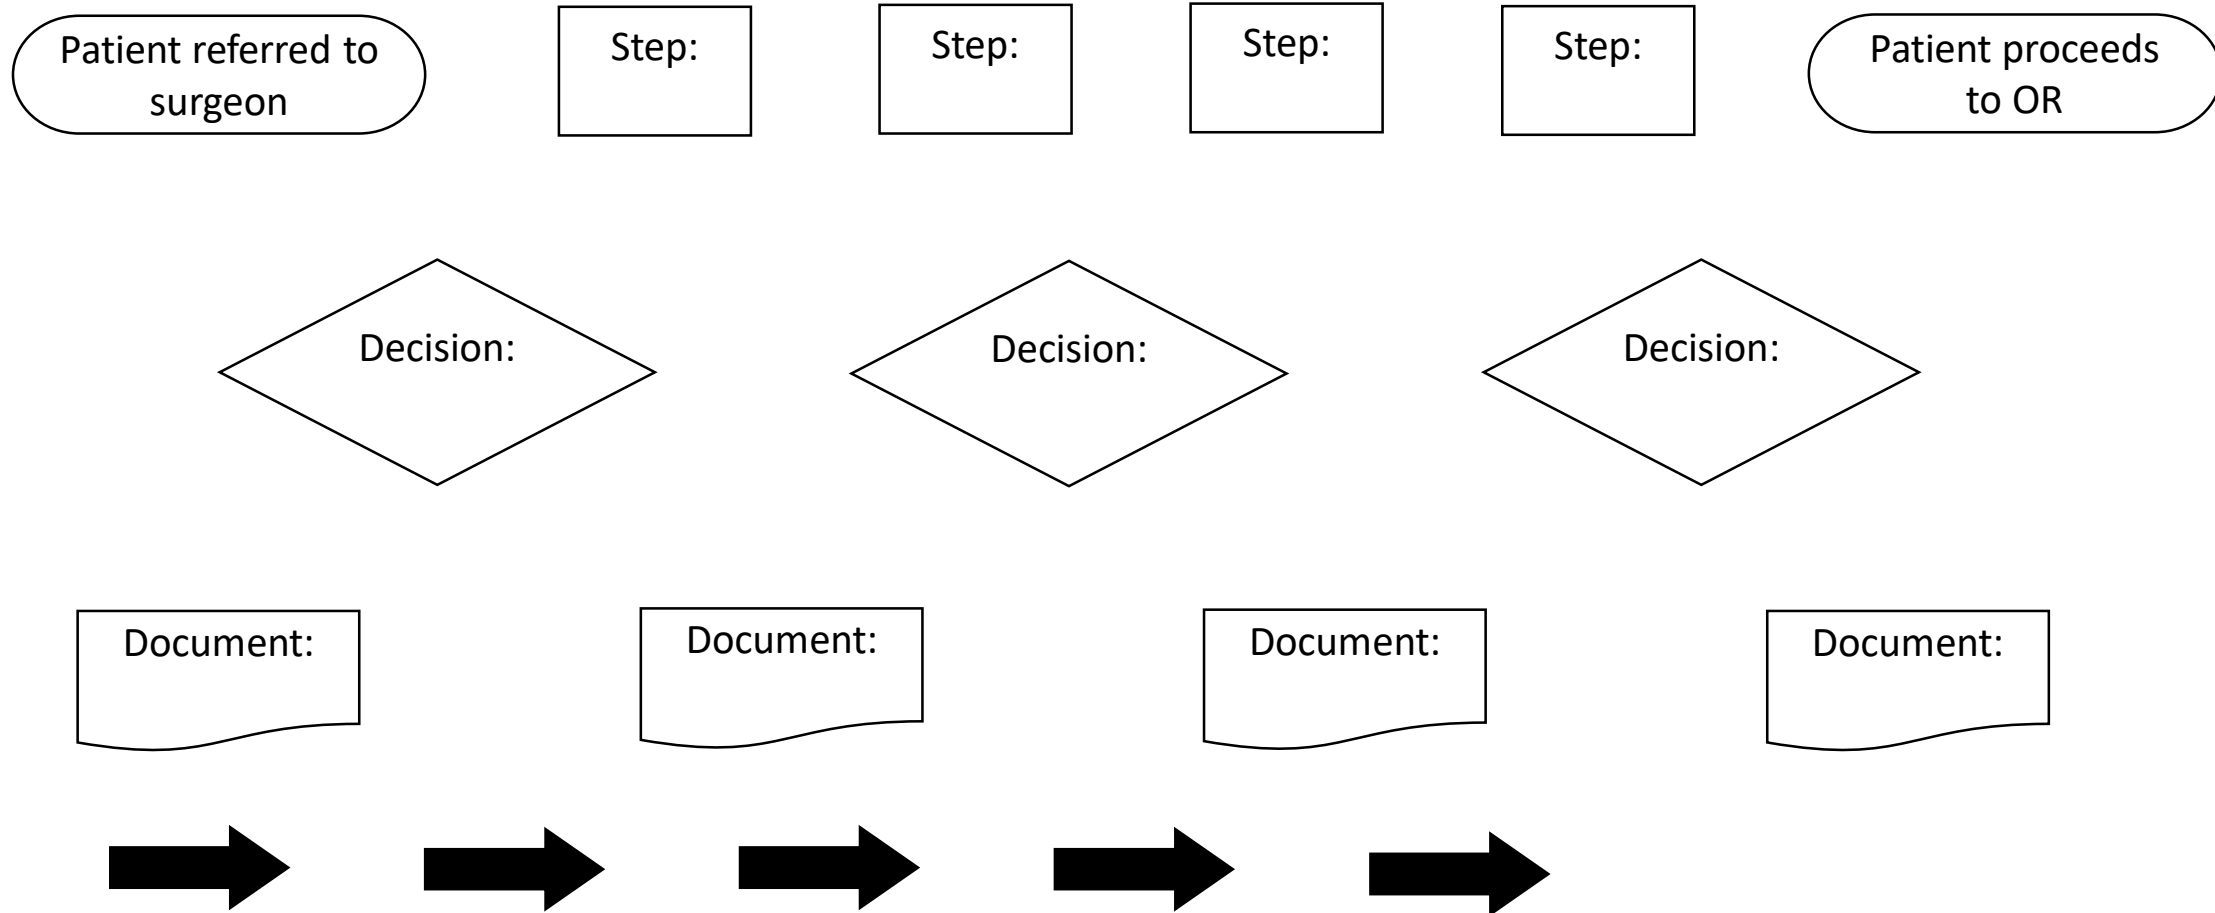 Patient referred to
surgeon
Step:
Step:
Step:
Step:
Patient proceeds
to OR
Decision:
Decision:
Decision:
Document:
Document:
Document:
Document: